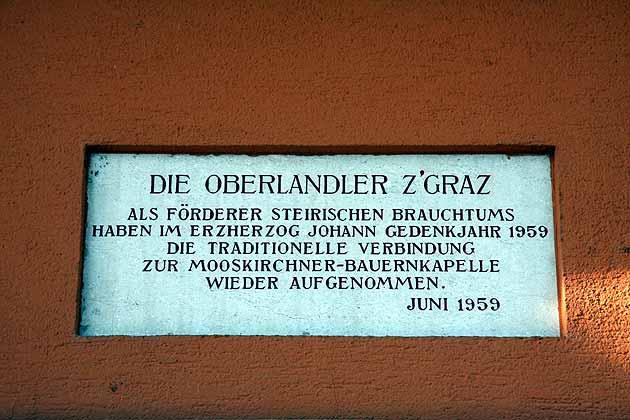 DIE OBERLANDLER Z'GRAZ
ALS FÖRDERER STEIRISCHEN BRAUCHTUMS
HABEN IM ERZHERZOG JOHANN GEDENKJAHR 1959
DIE TRADITIONELLE VERBINDUNG
ZUR MOOSKIRCHNER-BAUERNKAPELLE
WIEDER AUFGENOMMEN.
JUNI 1959